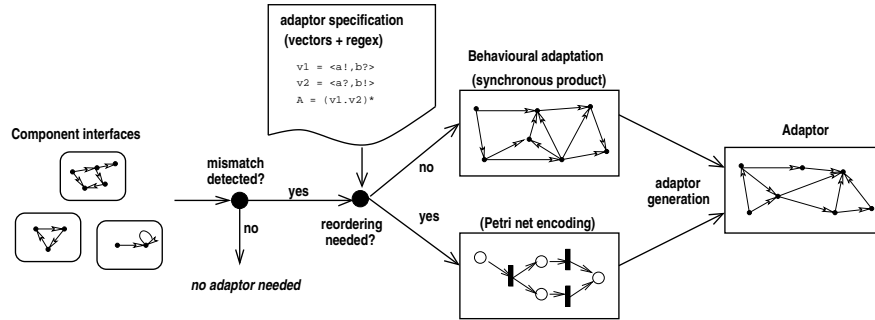 adaptor specification
(vectors + regex)
v1 = <a!,b?>
v2 = <a?,b!>
A = (v1.v2)*
Behavioural adaptation
(synchronous product)
Component interfaces
mismatch
detected?
yes
no
no adaptor needed
reordering
needed?
no
yes
(Petri net encoding)
adaptor
generation
Adaptor